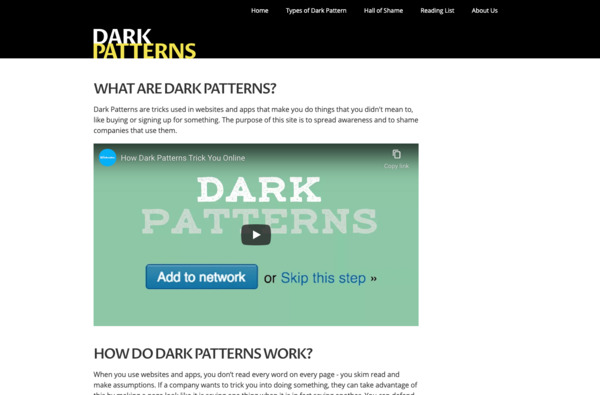 Home Types of Dark Pattern Hall of Shame Reading List About Us
DARK
PATTERNS
WHAT ARE DARK PATTERNS?
Dark Patterns are tricks used in websites and apps that make you do things that you didn't mean to,
like buying or signing up for something. The purpose of this site is to spread awareness and to shame
companies that use them.
How Dark Patterns Trick You Online
Copy link
DARK
PATTERNS
Add to network or Skip this step »
HOW DO DARK PATTERNS WORK?
When you use websites and apps, you don't read every word on every page - you skim read and
make assumptions. If a company wants to trick you into doing something, they can take advantage of